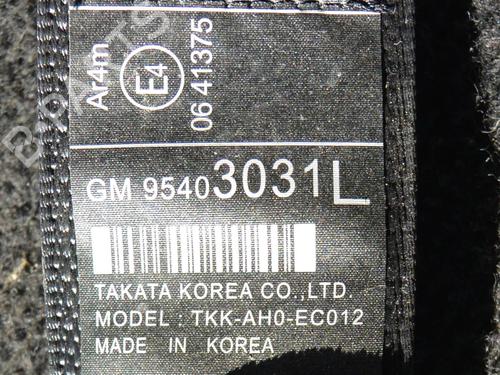 Ar4m
E4
06 41375
GM 95403031L
TAKATA KOREA CO.,LTD.
MODEL : TKK-AH0-EC012
MADE IN KOREA